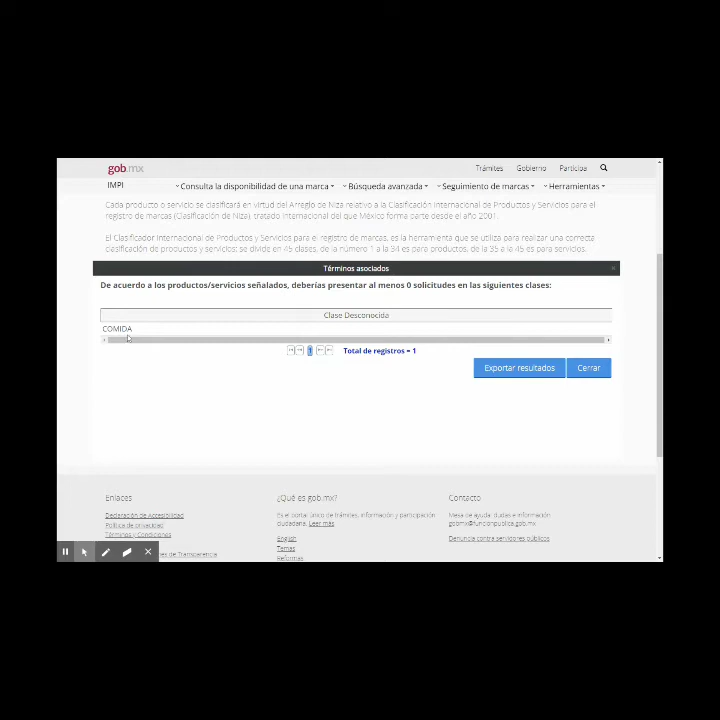 gob.mx
Trámites Gobierno Participa
IMPI Consulta la disponibilidad de una marca Búsqueda avanzada Seguimiento de marcas Herramientas
Cada producto o servicio se clasificará en virtud del Arreglo de Niza relativo a la Clasificación Internacional de Productos y Servicios para el
registro de marcas (Clasificación de Niza), tratado internacional del que México forma parte desde el año 2001.
El Clasificador Internacional de Productos y Servicios para el registro de marcas, es la herramienta que se utiliza para realizar una correcta
clasificación de productos y servicios; se divide en 45 clases, de la número 1 a la 34 es para productos, de la 35 a la 45 es para servicios.
Términos asociados
De acuerdo a los productos/servicios señalados, deberías presentar al menos 0 solicitudes en las siguientes clases:
Clase Desconocida
COMIDA
1 Total de registros = 1
Exportar resultados Cerrar
Enlaces
Declaración de Accesibilidad
Política de privacidad
Términos y Condiciones
es de Transparencia
¿Qué es gob.mx?
Es el portal único de trámites, información y participación
ciudadana. Leer más
English
Temas
Reformas
Contacto
Mesa de ayuda: dudas e información
gobmx@funcionpublica.gob.mx
Denuncia contra servidores públicos